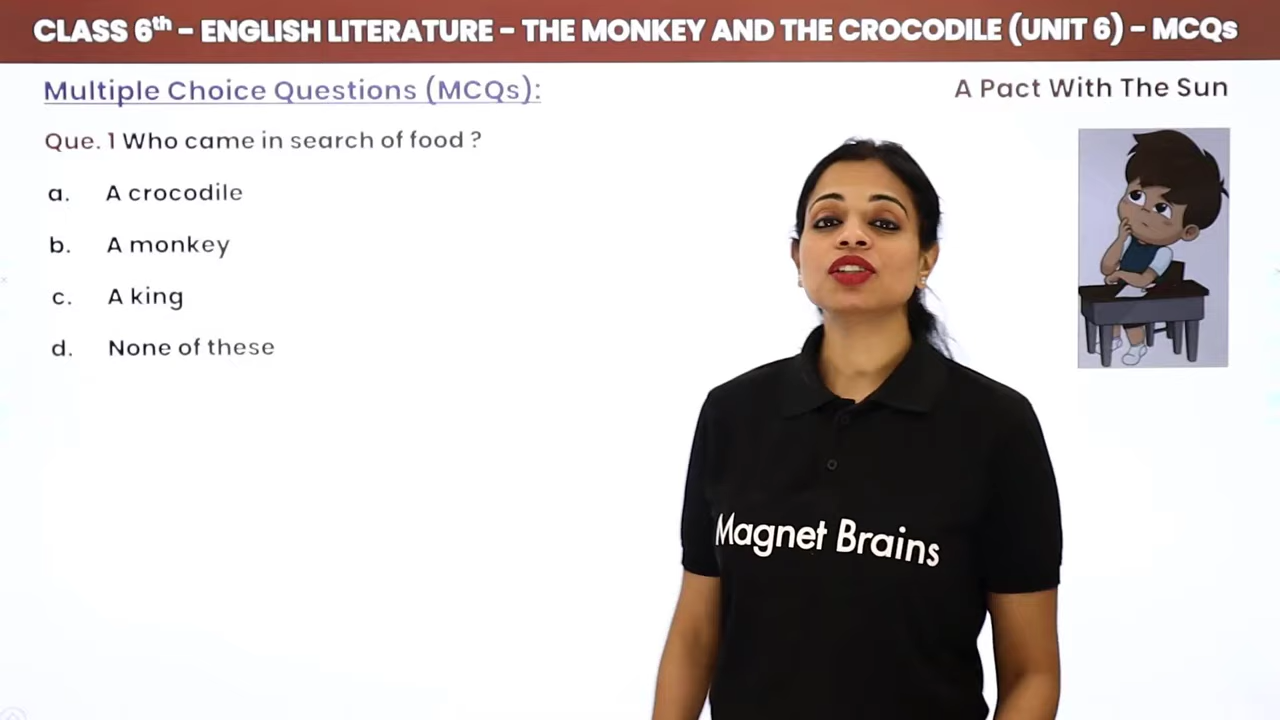 CLASS 6th – ENGLISH LITERATURE – THE MONKEY AND THE CROCODILE (UNIT 6) – MCQs
Multiple Choice Questions (MCQs):
A Pact With The Sun
Que. 1 Who came in search of food ?
a. A crocodile
b. A monkey
c. A king
d. None of these
Magnet Brains